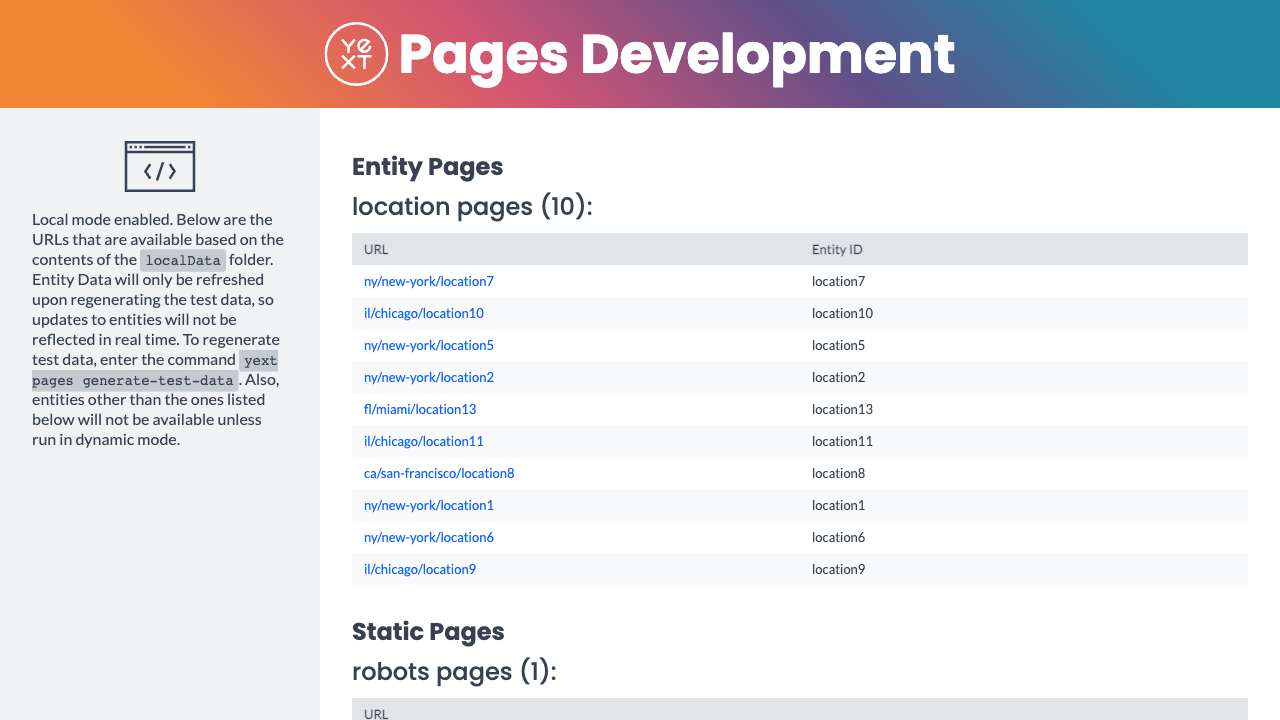 YEXT
Pages Development
Local mode enabled. Below are the
URLs that are available based on the
contents of the localData folder.
Entity Data will only be refreshed
upon regenerating the test data, so
updates to entities will not be
reflected in real time. To regenerate
test data, enter the command yext
pages generate-test-data. Also,
entities other than the ones listed
below will not be available unless
run in dynamic mode.
Entity Pages
location pages (10):
URL Entity ID
ny/new-york/location7 location7
il/chicago/location10 location10
ny/new-york/location5 location5
ny/new-york/location2 location2
fl/miami/location13 location13
il/chicago/location11 location11
ca/san-francisco/location8 location8
ny/new-york/location1 location1
ny/new-york/location6 location6
il/chicago/location9 location9
Static Pages
robots pages (1):
URL